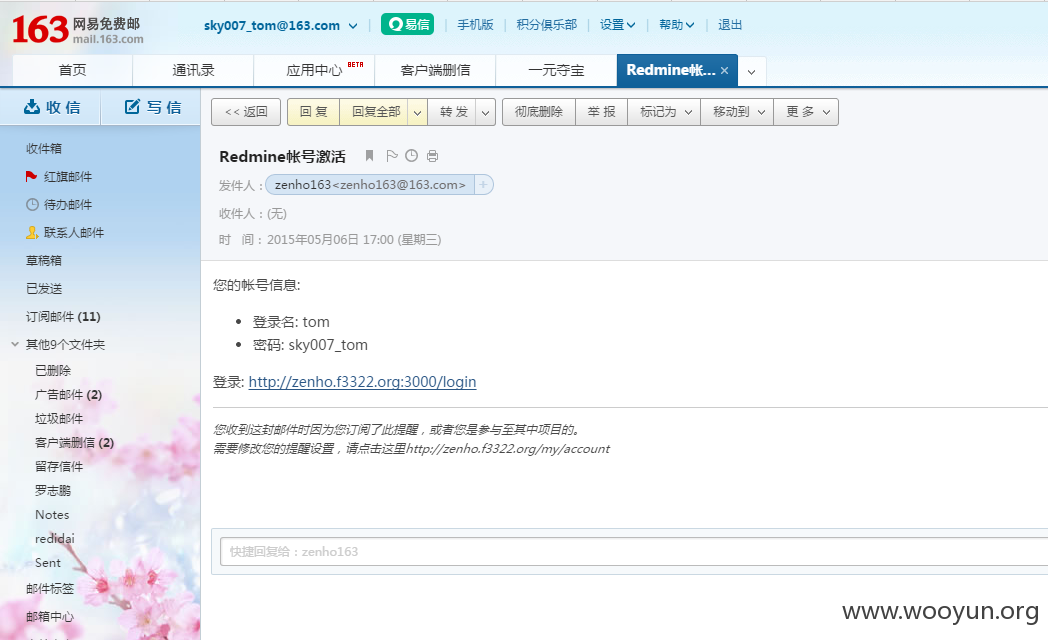 163 网易免费邮 mail.163.com
sky007_tom@163.com 易信 手机版 积分俱乐部 设置 帮助 退出
首页 通讯录 应用中心 BETA 客户端删信 一元夺宝 Redmine帐...
收 信 写 信
<< 返回 回 复 回复全部 转 发 彻底删除 举 报 标记为 移动到 更 多
Redmine帐号激活
发件人：zenho163<zenho163@163.com>
收件人：(无)
时 间：2015年05月06日 17:00 (星期三)
收件箱
红旗邮件
待办邮件
联系人邮件
草稿箱
已发送
订阅邮件 (11)
其他9个文件夹
已删除
广告邮件 (2)
垃圾邮件
客户端删信 (2)
留存信件
罗志鹏
Notes
redidai
Sent
邮件标签
邮箱中心
您的帐号信息:
登录名: tom
密码: sky007_tom
登录: http://zenho.f3322.org:3000/login
您收到这封邮件时因为您订阅了此提醒，或者您是参与至其中项目的。
需要修改您的提醒设置，请点击这里http://zenho.f3322.org/my/account
快捷回复给：zenho163
www.wooyun.org